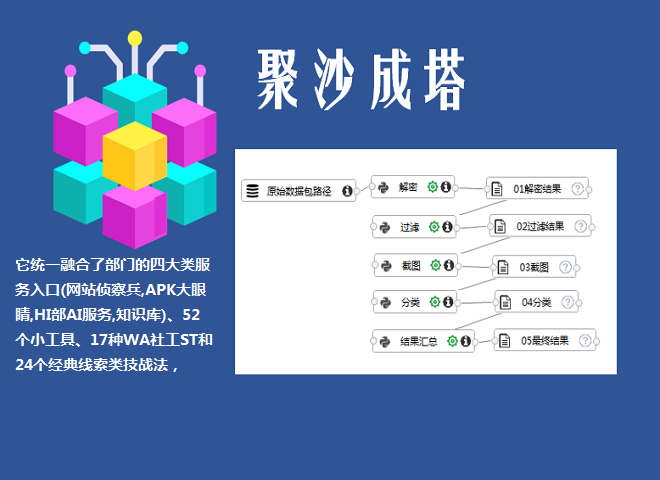 聚沙成塔
原始数据包路径
解密
01解密结果
过滤
02过滤结果
截图
03截图
分类
04分类
结果汇总
05最终结果
它统一融合了部门的四大类服
务入口(网站侦察兵,APK大眼
睛,HI部AI服务,知识库)、52
个小工具、17种WA社工ST和
24个经典线索类技战法，